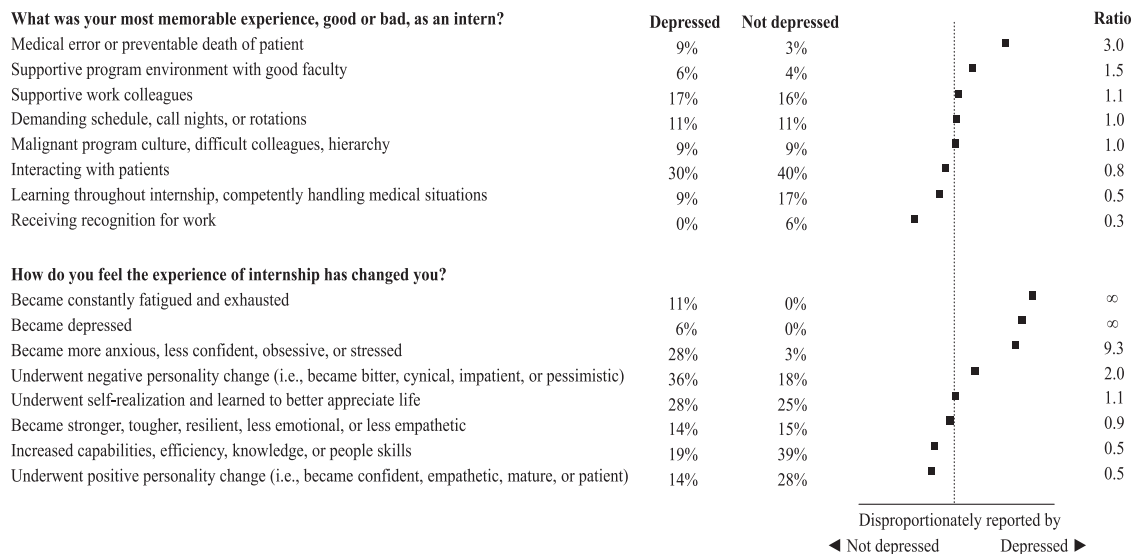 What was your most memorable experience, good or bad, as an intern? Depressed Not depressed Ratio
Medical error or preventable death of patient 9% 3% 3.0
Supportive program environment with good faculty 6% 4% 1.5
Supportive work colleagues 17% 16% 1.1
Demanding schedule, call nights, or rotations 11% 11% 1.0
Malignant program culture, difficult colleagues, hierarchy 9% 9% 1.0
Interacting with patients 30% 40% 0.8
Learning throughout internship, competently handling medical situations 9% 17% 0.5
Receiving recognition for work 0% 6% 0.3
How do you feel the experience of internship has changed you?
Became constantly fatigued and exhausted 11% 0% ∞
Became depressed 6% 0% ∞
Became more anxious, less confident, obsessive, or stressed 28% 3% 9.3
Underwent negative personality change (i.e., became bitter, cynical, impatient, or pessimistic) 36% 18% 2.0
Underwent self-realization and learned to better appreciate life 28% 25% 1.1
Became stronger, tougher, resilient, less emotional, or less empathetic 14% 15% 0.9
Increased capabilities, efficiency, knowledge, or people skills 19% 39% 0.5
Underwent positive personality change (i.e., became confident, empathetic, mature, or patient) 14% 28% 0.5
Disproportionately reported by
◄ Not depressed Depressed ►